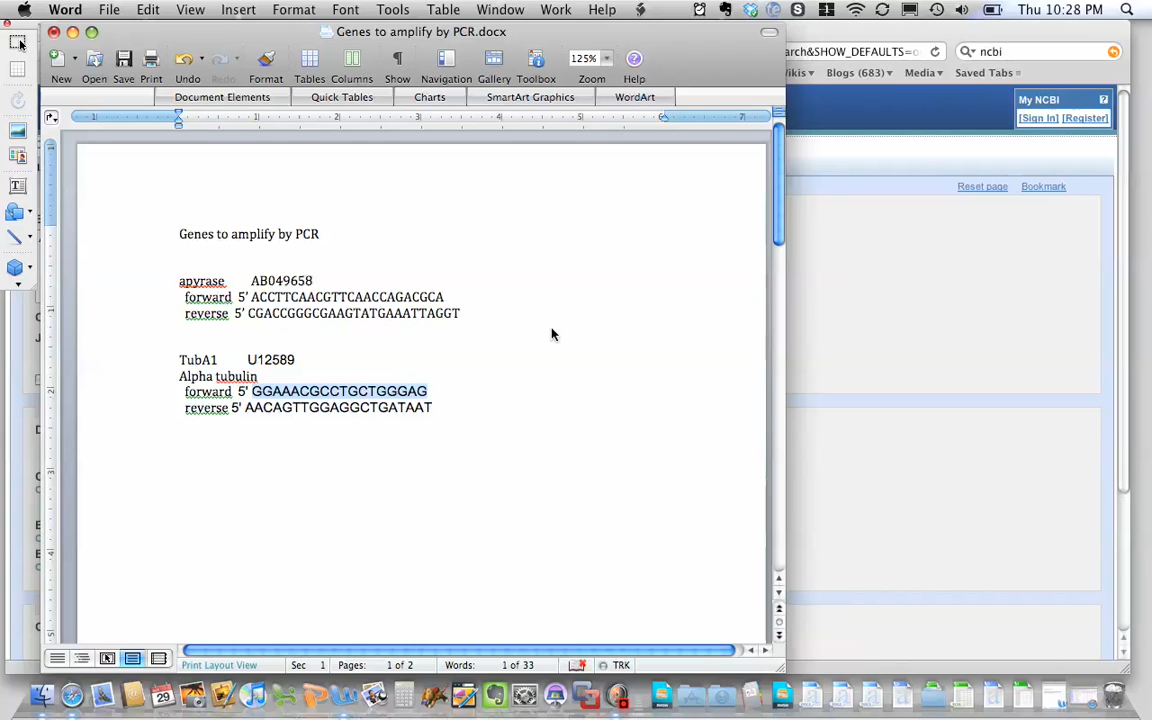 Word File Edit View Insert Format Font Tools Table Window Work Help Thu 10:28 PM
Genes to amplify by PCR.docx
arch&SHOW_DEFAULTS=o
ncbi
New Open Save Print Undo Redo Format Tables Columns Show Navigation Gallery Toolbox Zoom Help
125%
Wikis Blogs (683) Media Saved Tabs
Document Elements Quick Tables Charts SmartArt Graphics WordArt
My NCBI
[Sign In] [Register]
Reset page Bookmark
Genes to amplify by PCR
apyrase AB049658
forward 5' ACCTTCAACGTTCAACCAGACGCA
reverse 5' CGACCGGGCGAAGTATGAAATTAGGT
TubA1 U12589
Alpha tubulin
forward 5' GGAAACGCCTGCTGGGAG
reverse 5' AACAGTTGGAGGCTGATAAT
Print Layout View Sec 1 Pages: 1 of 2 Words: 1 of 33 TRK